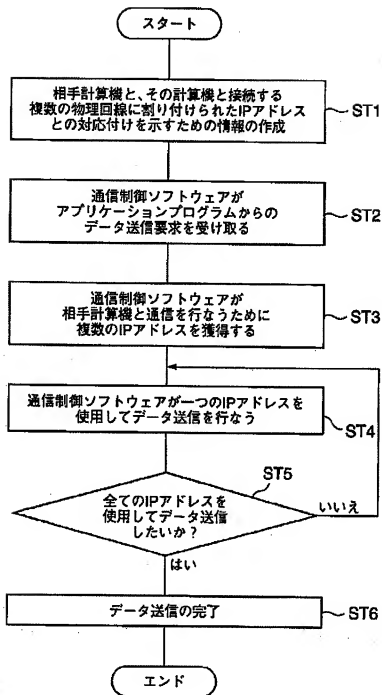 スタート
相手計算機と、その計算機と接続する
複数の物理回線に割り付けられたIPアドレス
との対応付けを示すための情報の作成
ST1
通信制御ソフトウェアが
アプリケーションプログラムからの
データ送信要求を受け取る
ST2
通信制御ソフトウェアが
相手計算機と通信を行なうために
複数のIPアドレスを獲得する
ST3
通信制御ソフトウェアが一つのIPアドレスを
使用してデータ送信を行なう
ST4
ST5
全てのIPアドレスを
使用してデータ送信
したいか？
いいえ
はい
データ送信の完了
ST6
エンド